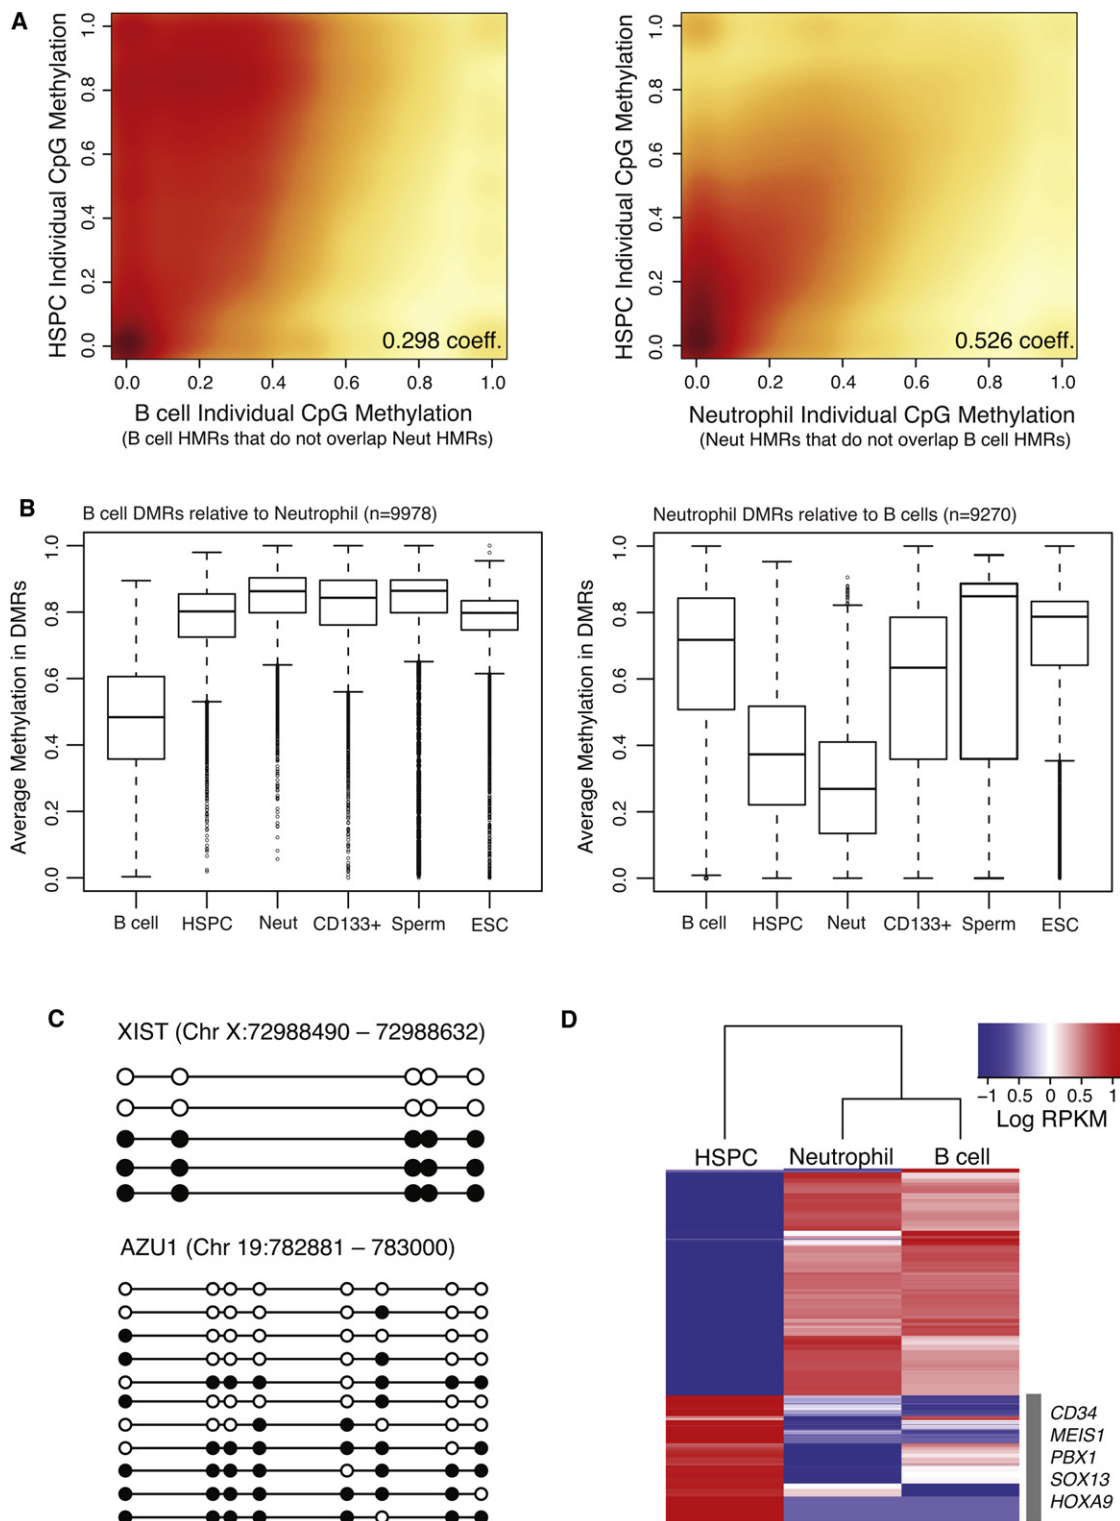 A
HSPC Individual CpG Methylation
1.0
0.8
0.6
0.4
0.2
0.0
0.298 coeff.
0.0 0.2 0.4 0.6 0.8 1.0
B cell Individual CpG Methylation
(B cell HMRs that do not overlap Neut HMRs)
HSPC Individual CpG Methylation
1.0
0.8
0.6
0.4
0.2
0.0
0.526 coeff.
0.0 0.2 0.4 0.6 0.8 1.0
Neutrophil Individual CpG Methylation
(Neut HMRs that do not overlap B cell HMRs)
B
B cell DMRs relative to Neutrophil (n=9978)
Average Methylation in DMRs
1.0
0.8
0.6
0.4
0.2
0.0
B cell HSPC Neut CD133+ Sperm ESC
Neutrophil DMRs relative to B cells (n=9270)
Average Methylation in DMRs
1.0
0.8
0.6
0.4
0.2
0.0
B cell HSPC Neut CD133+ Sperm ESC
C
XIST (Chr X:72988490 – 72988632)
AZU1 (Chr 19:782881 – 783000)
D
−1 0.5 0 0.5 1
Log RPKM
HSPC Neutrophil B cell
CD34
MEIS1
PBX1
SOX13
HOXA9